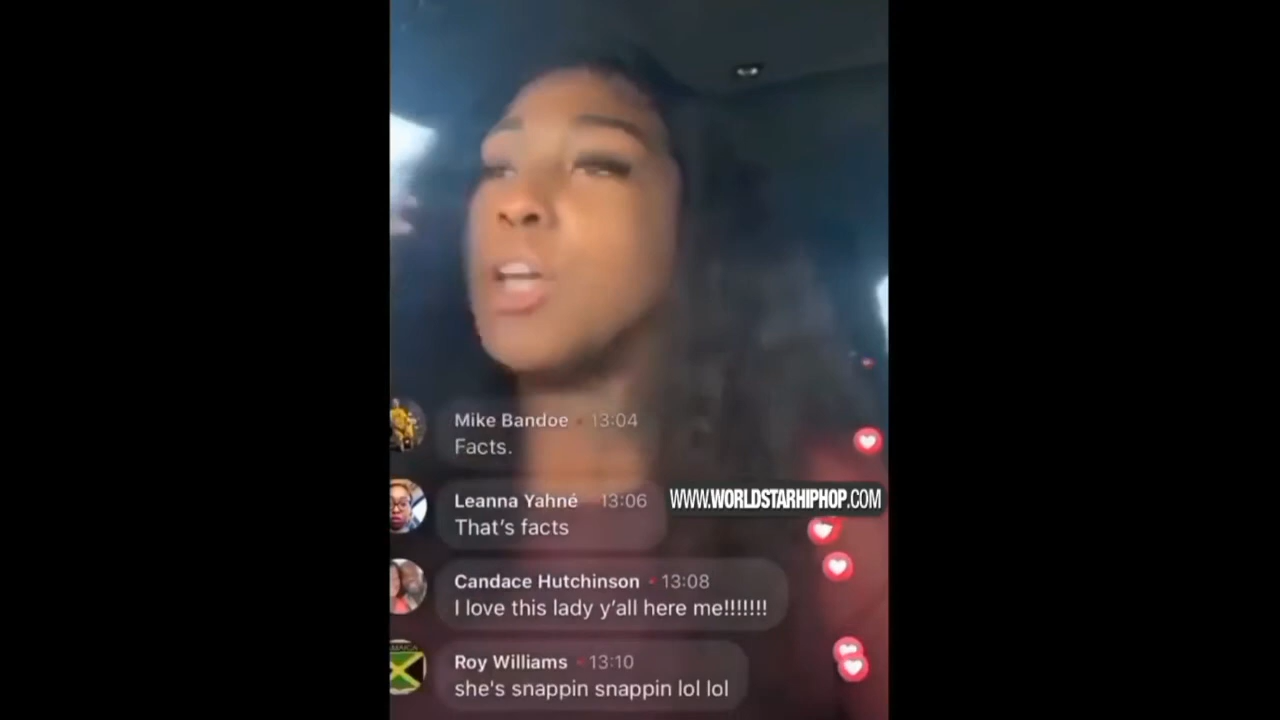 Mike Bandoe • 13:04
Facts.
Leanna Yahné 13:06
WWW.WORLDSTARHIPHOP.COM
That's facts
Candace Hutchinson • 13:08
I love this lady y'all here me!!!!!!!
Roy Williams • 13:10
she's snappin snappin lol lol